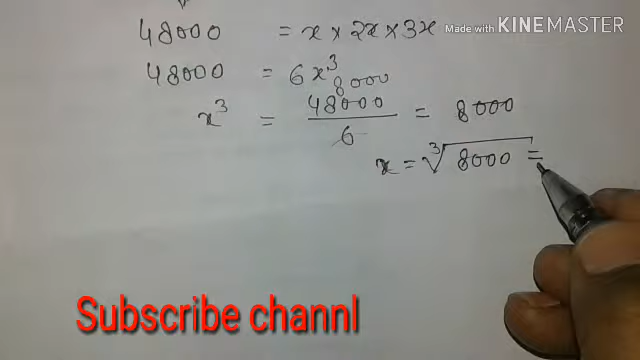 Made with KINEMASTER
48000 = x × 2x × 3x
48000 = 6x³
8000
x³ = 48000/6 = 8000
x = ∛8000 =
Subscribe channl